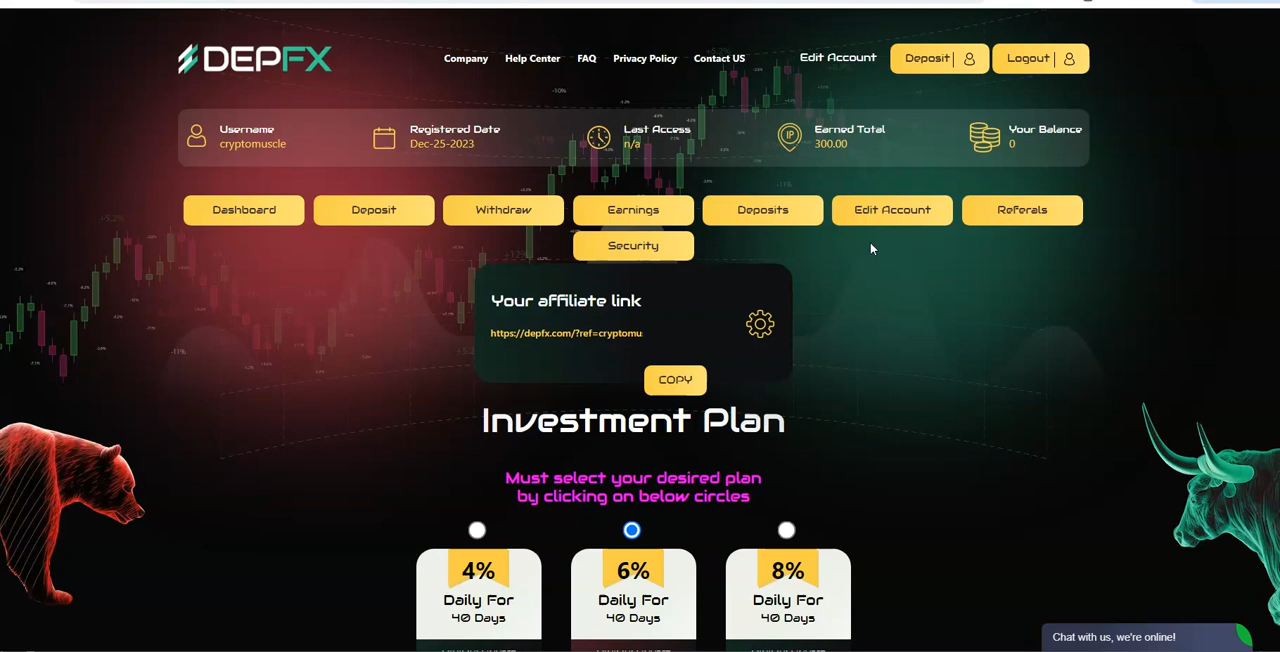 DEPFX
Company
Help Center
FAQ
Privacy Policy
Contact US
Edit Account
Deposit
Logout
Username
cryptomuscle
Registered Date
Dec-25-2023
Last Access
n/a
IP
Earned Total
300.00
Your Balance
0
Dashboard
Deposit
Withdraw
Earnings
Deposits
Edit Account
Referals
Security
Your affiliate link
https://depfx.com/?ref=cryptomu
COPY
Investment Plan
Must select your desired plan
by clicking on below circles
4%
Daily For
40 Days
6%
Daily For
40 Days
8%
Daily For
40 Days
Chat with us, we're online!